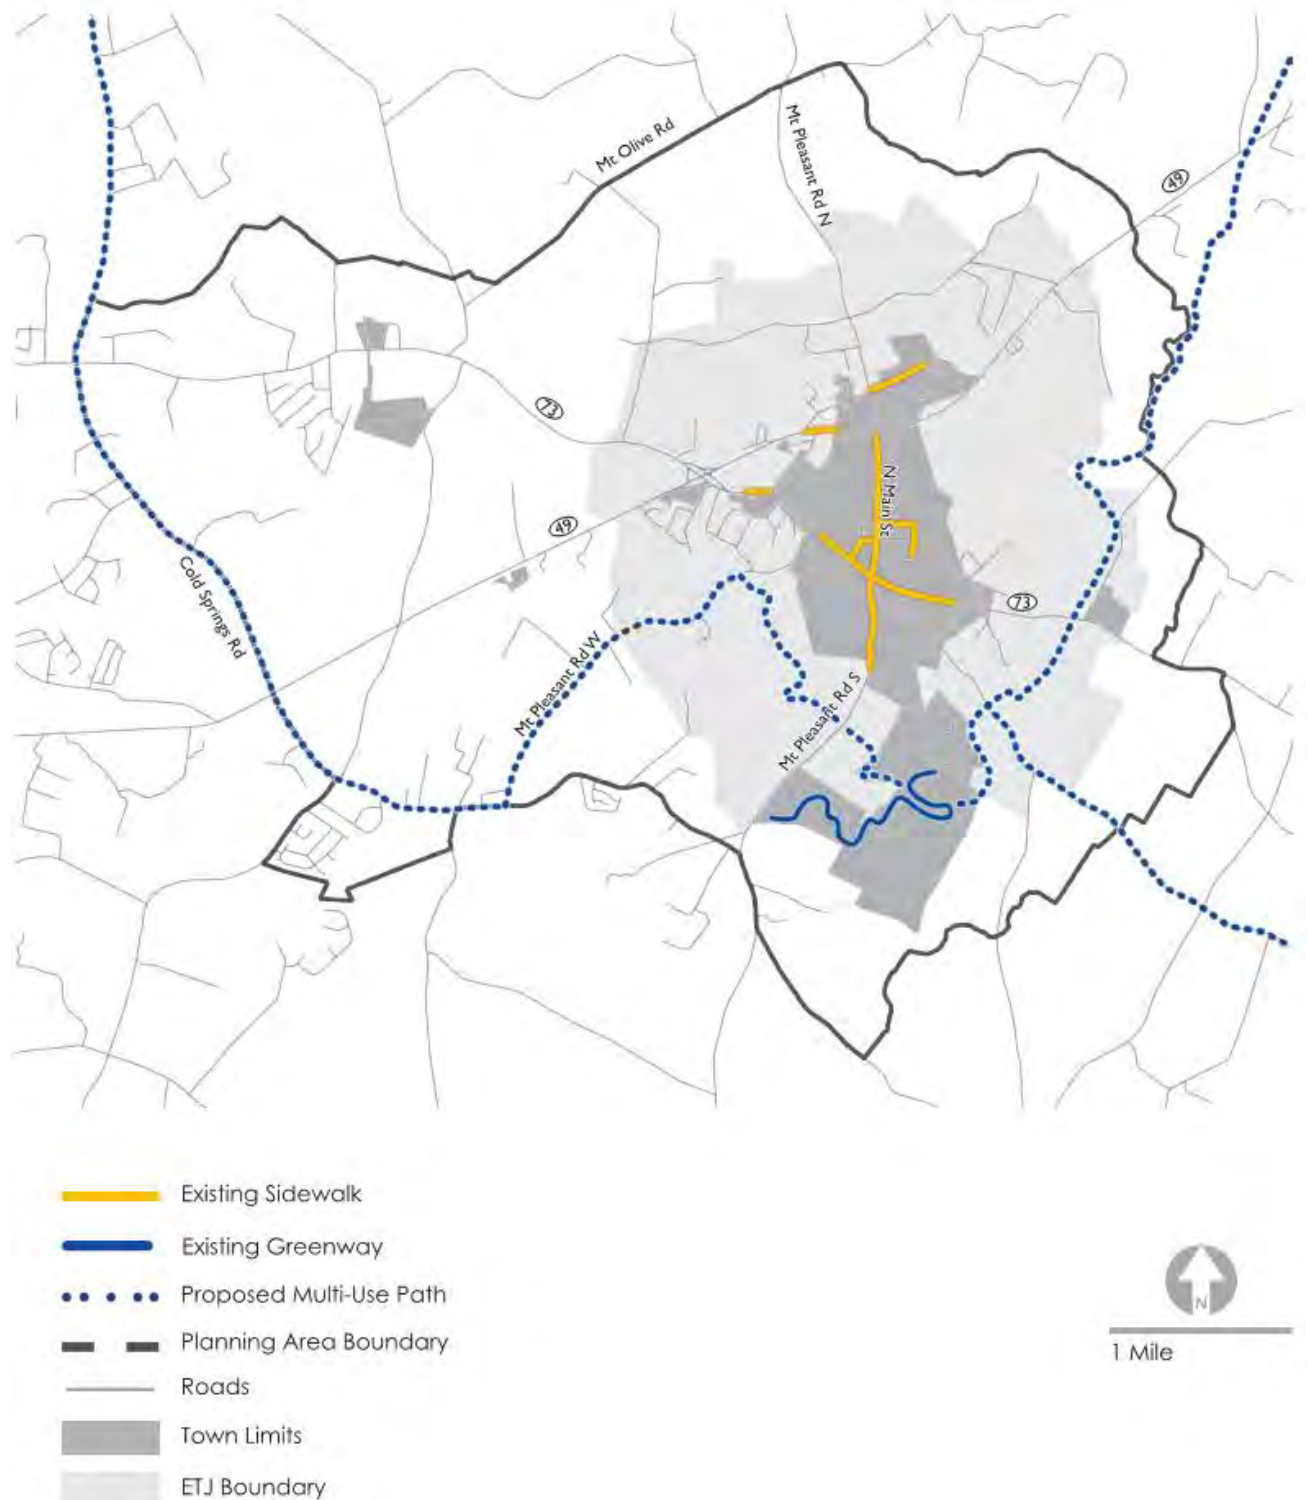 Mt Olive Rd
Mt Pleasant Rd N
49
73
N Main St
49
Cold Springs Rd
73
Mt Pleasant Rd W
Mt Pleasant Rd S
Existing Sidewalk
Existing Greenway
Proposed Multi-Use Path
Planning Area Boundary
N
1 Mile
Roads
Town Limits
ETJ Boundary